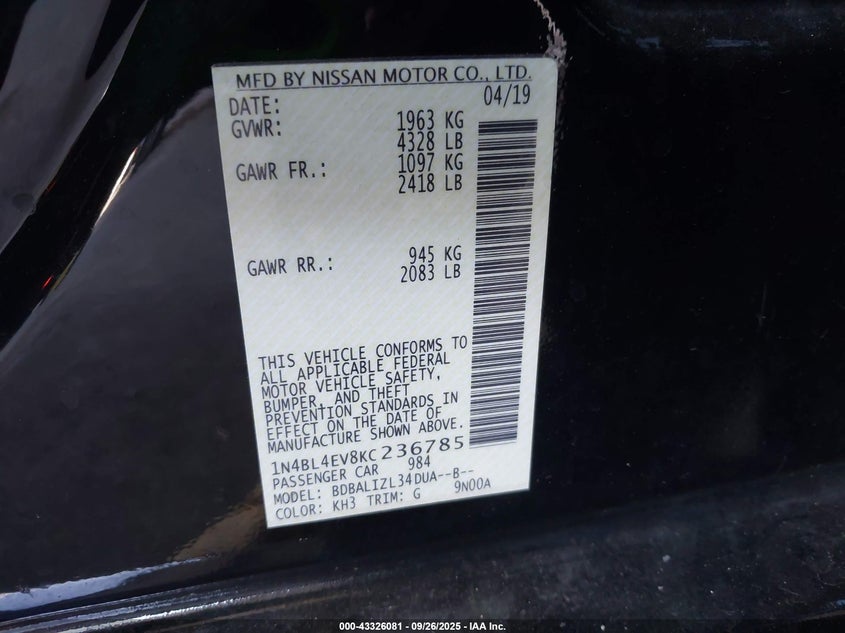 MFD BY NISSAN MOTOR CO., LTD.
DATE: 04/19
GVWR: 1963 KG
4328 LB
GAWR FR.: 1097 KG
2418 LB
GAWR RR.: 945 KG
2083 LB
THIS VEHICLE CONFORMS TO
ALL APPLICABLE FEDERAL
MOTOR VEHICLE SAFETY,
BUMPER, AND THEFT
PREVENTION STANDARDS IN
EFFECT ON THE DATE OF
MANUFACTURE SHOWN ABOVE.
1N4BL4EV8KC236785
PASSENGER CAR 984
MODEL: BDBALIZL34DUA--B--
COLOR: KH3 TRIM: G 9N00A
000-43326081 - 09/26/2025 - IAA Inc.